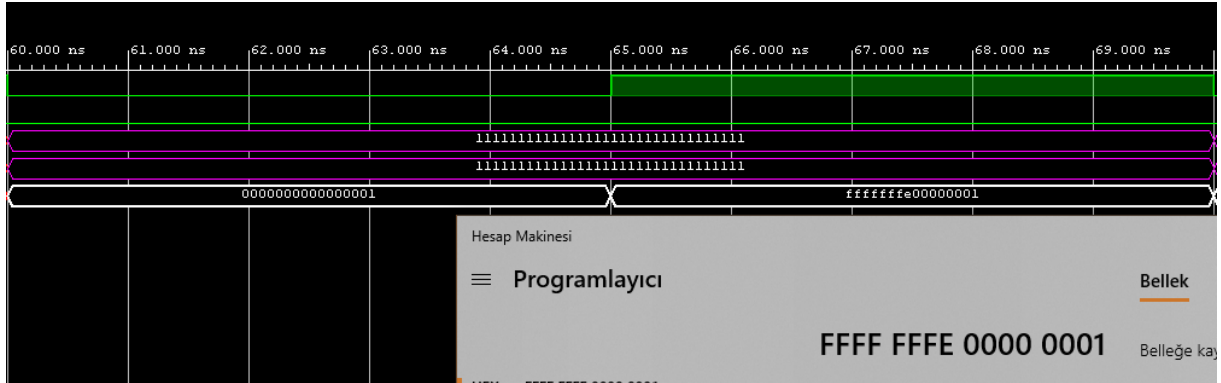 60.000 ns 61.000 ns 62.000 ns 63.000 ns 64.000 ns 65.000 ns 66.000 ns 67.000 ns 68.000 ns 69.000 ns
11111111111111111111111111111111
11111111111111111111111111111111
0000000000000001 fffffffe00000001
Hesap Makinesi
Programlayıcı Bellek
FFFF FFFE 0000 0001 Belleğe kay